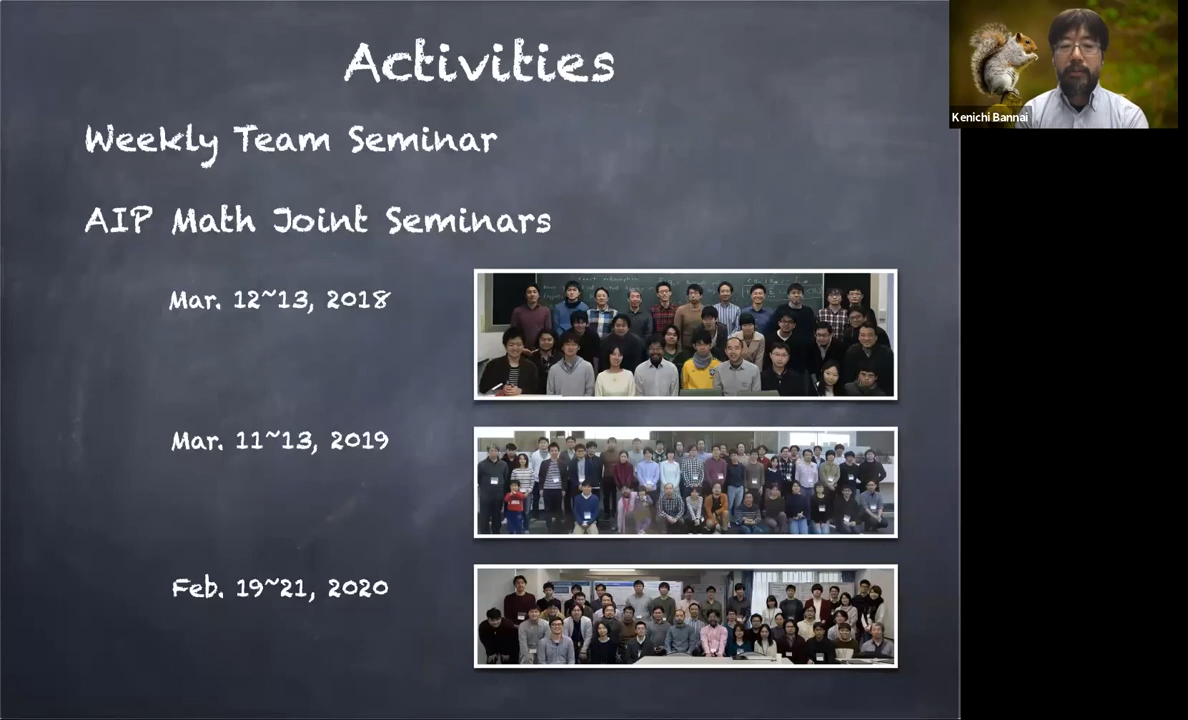 Activities
Weekly Team Seminar
AIP Math Joint Seminars
Mar. 12~13, 2018
Mar. 11~13, 2019
Feb. 19~21, 2020
Kenichi Bannai